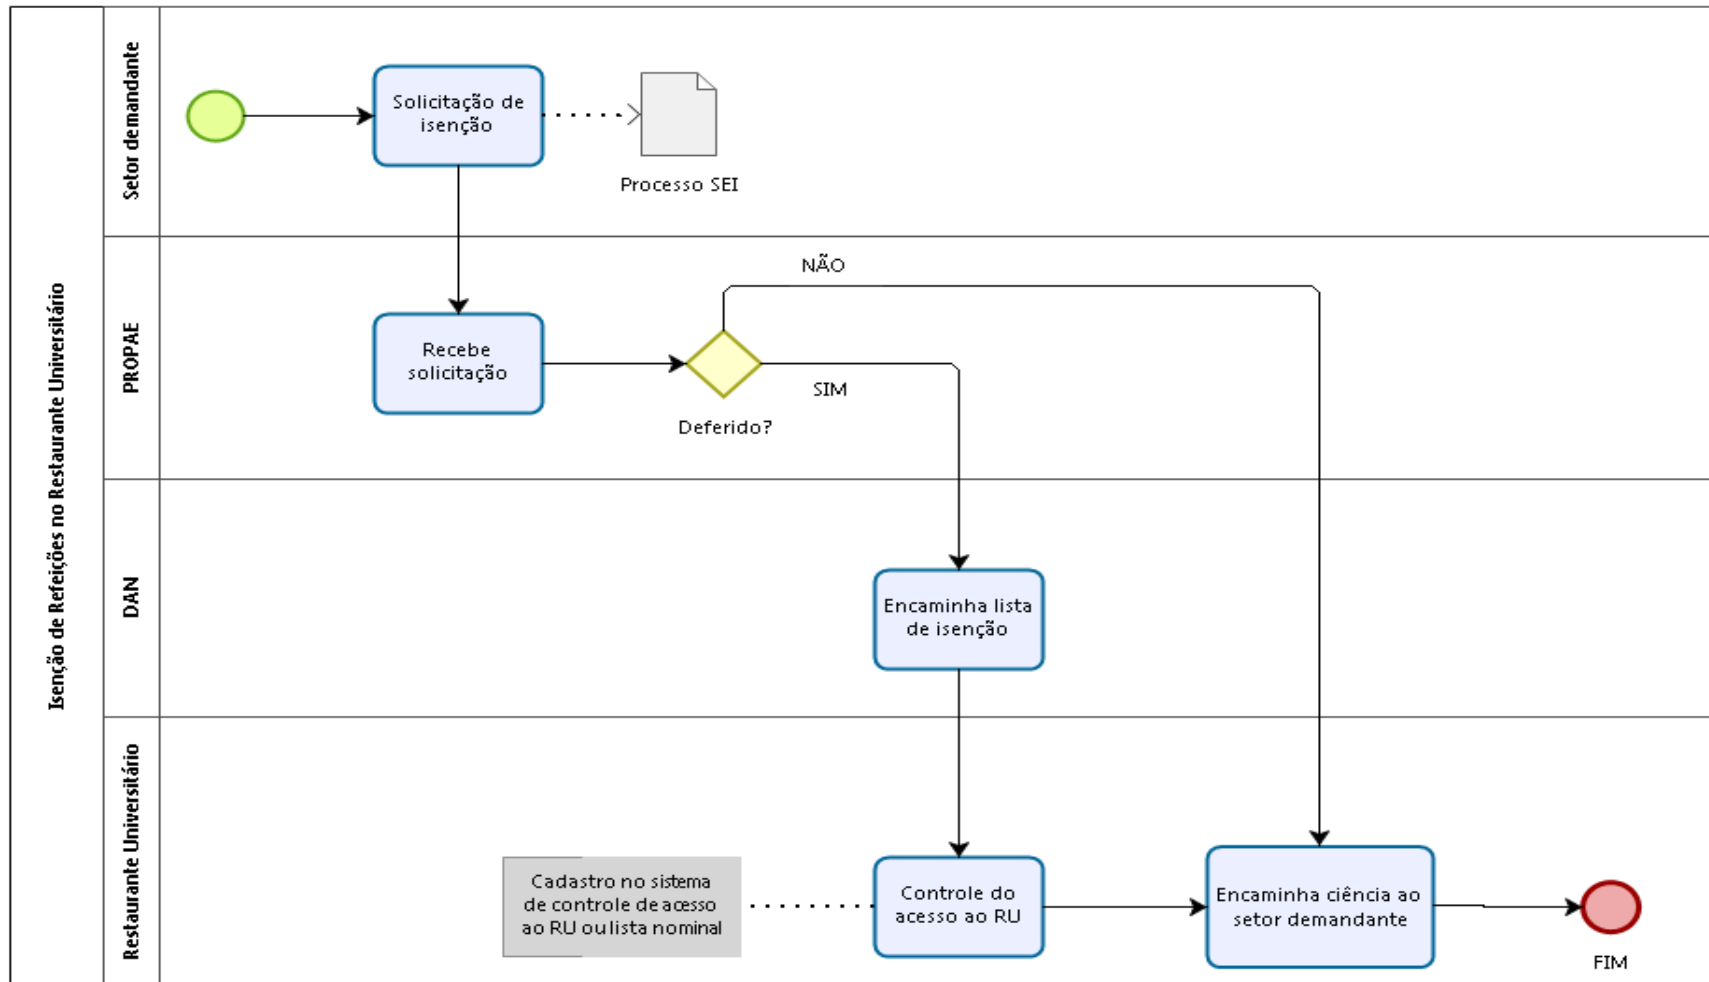 Isenção de Refeições no Restaurante Universitário
Setor demandante
Solicitação de
isenção
Processo SEI
PROPAE
Recebe
solicitação
Deferido?
NÃO
SIM
DAN
Encaminha lista
de isenção
Restaurante Universitário
Cadastro no sistema
de controle de acesso
ao RU ou lista nominal
Controle do
acesso ao RU
Encaminha ciência ao
setor demandante
FIM